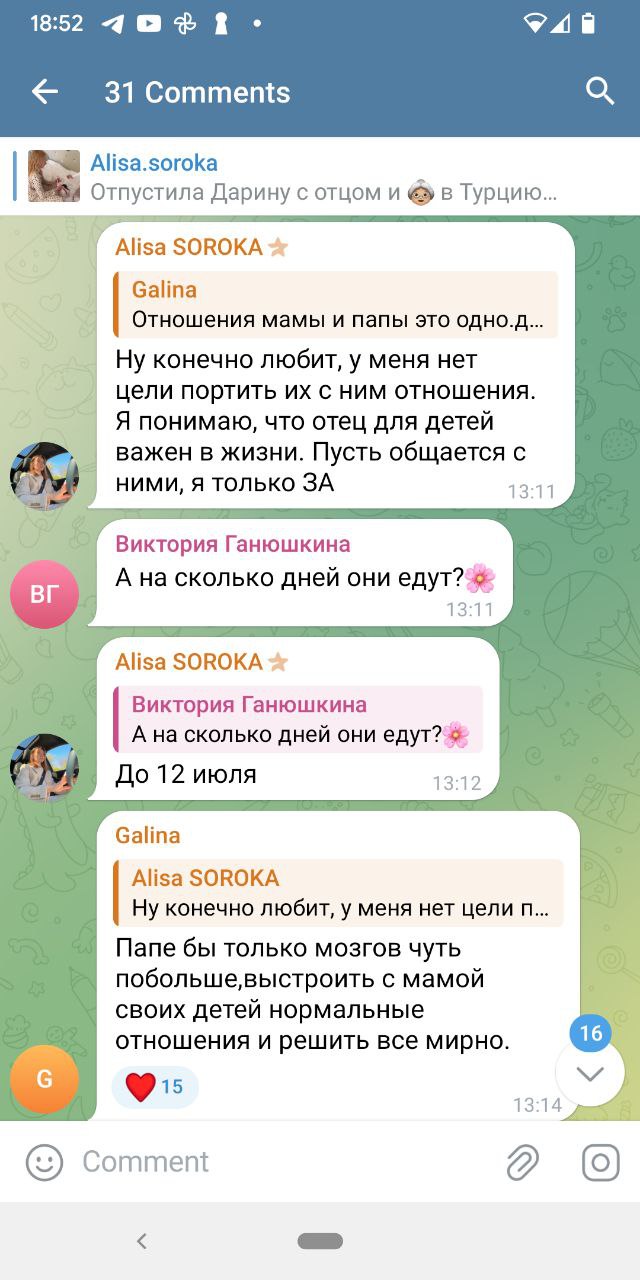 18:52
31 Comments
Alisa.soroka
Отпустила Дарину с отцом и 👵🏼 в Турцию...
Alisa SOROKA
Galina
Отношения мамы и папы это одно.д...
Ну конечно любит, у меня нет
цели портить их с ним отношения.
Я понимаю, что отец для детей
важен в жизни. Пусть общается с
ними, я только ЗА
13:11
Виктория Ганюшкина
А на сколько дней они едут?🌸
ВГ
13:11
Alisa SOROKA
Виктория Ганюшкина
А на сколько дней они едут?🌸
До 12 июля
13:12
Galina
Alisa SOROKA
Ну конечно любит, у меня нет цели п...
Папе бы только мозгов чуть
побольше,выстроить с мамой
своих детей нормальные
отношения и решить все мирно.
16
G
❤ 15
13:14
Comment